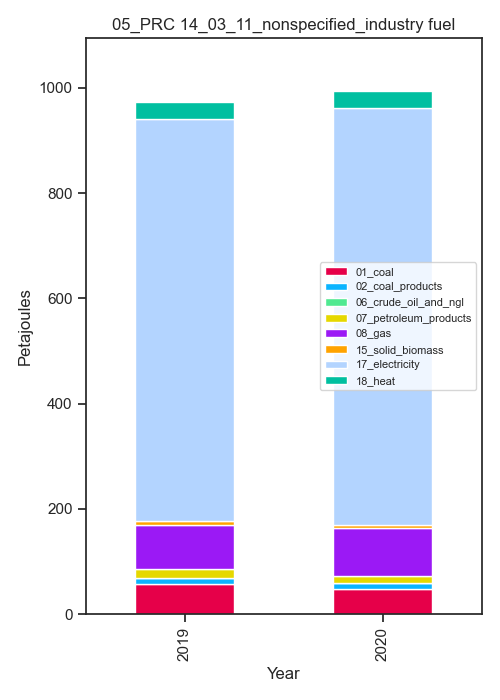 05_PRC 14_03_11_nonspecified_industry fuel
1000
800
600
400
200
0
Petajoules
01_coal
02_coal_products
06_crude_oil_and_ngl
07_petroleum_products
08_gas
15_solid_biomass
17_electricity
18_heat
2019
2020
Year